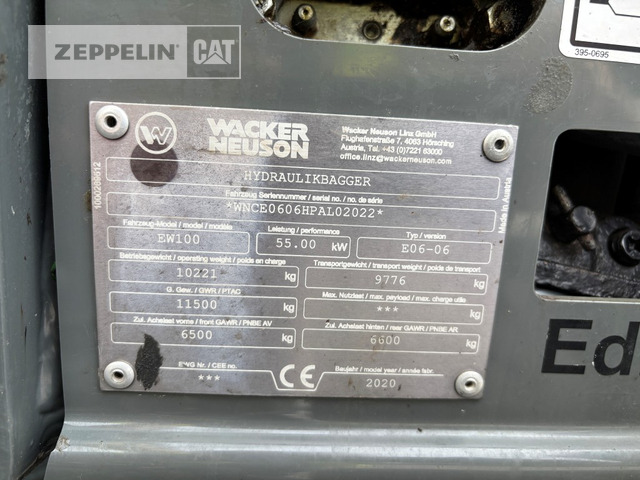 ZEPPELIN CAT
395-0695
WACKER
NEUSON
Wacker Neuson Linz GmbH
Flughafenstraße 7, 4063 Hörsching
Austria, Tel. +43 (0)7221 63000
office.linz@wackerneuson.com
1000285612
HYDRAULIKBAGGER
Fahrzeug Seriennummer / serial no. / no. de série
*WNCE0606HPAL02022*
Made in Austria
Fahrzeug-Model / model / modèle
EW100
Leistung / performance
55.00 kW
Typ / version
E06-06
Betriebsgewicht / operating weight / poids en charge
10221 kg
Transportgewicht / transport weight / poids de transport
9776 kg
G. Gew. / GWR / PTAC
11500 kg
Max. Nutzlast / max. payload / max. charge utile
*** kg
Zul. Achslast vorne / front GAWR / PNBE AV
6500 kg
Zul. Achslast hinten / rear GAWR / PNBE AR
6600 kg
EWG Nr. / CEE no.
***
CE
Baujahr / model year / année fabr.
2020
Ed